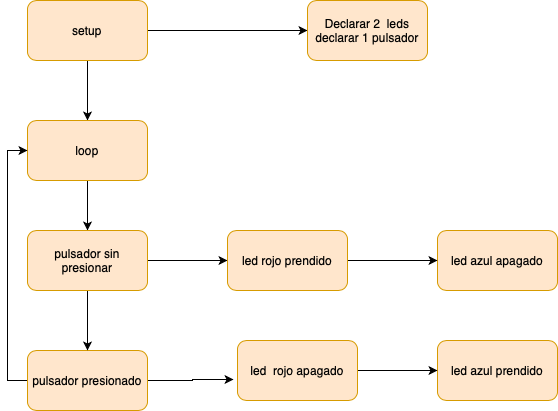 setup
Declarar 2 leds
declarar 1 pulsador
loop
pulsador sin
presionar
led rojo prendido
led azul apagado
pulsador presionado
led rojo apagado
led azul prendido